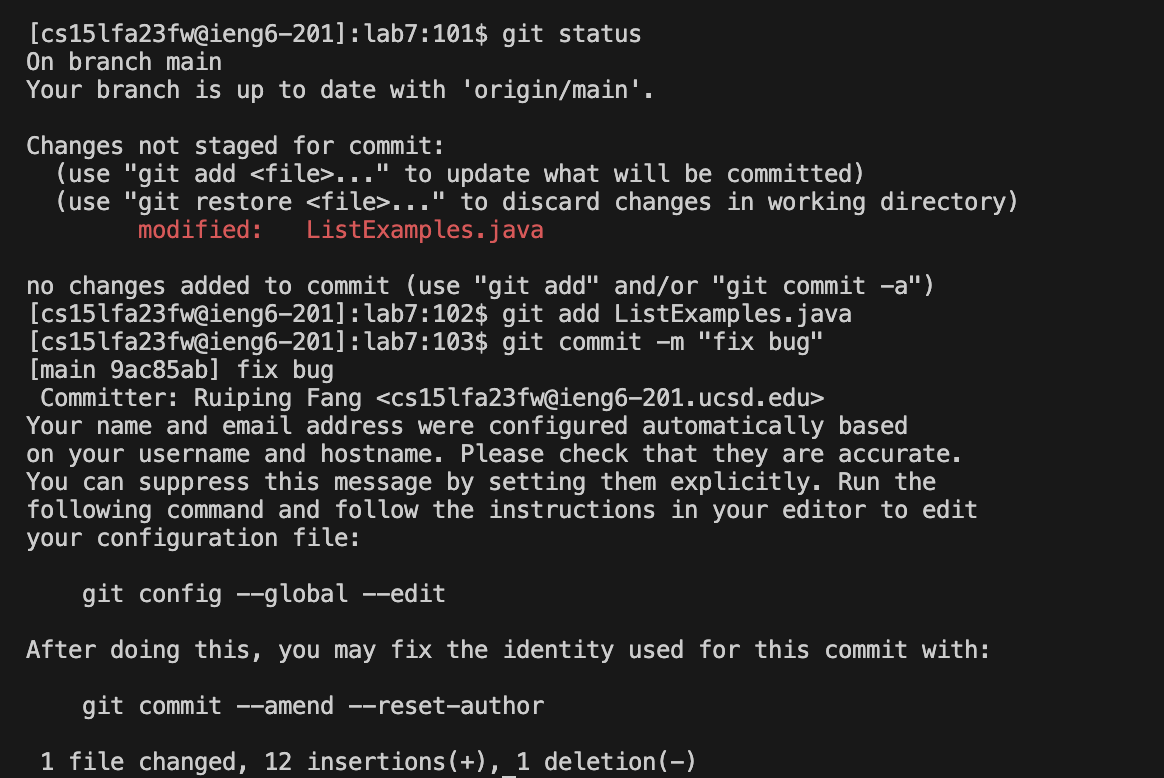 [cs15lfa23fw@ieng6-201]:lab7:101$ git status
On branch main
Your branch is up to date with 'origin/main'.
Changes not staged for commit:
  (use "git add <file>..." to update what will be committed)
  (use "git restore <file>..." to discard changes in working directory)
        modified:   ListExamples.java
no changes added to commit (use "git add" and/or "git commit -a")
[cs15lfa23fw@ieng6-201]:lab7:102$ git add ListExamples.java
[cs15lfa23fw@ieng6-201]:lab7:103$ git commit -m "fix bug"
[main 9ac85ab] fix bug
 Committer: Ruiping Fang <cs15lfa23fw@ieng6-201.ucsd.edu>
Your name and email address were configured automatically based
on your username and hostname. Please check that they are accurate.
You can suppress this message by setting them explicitly. Run the
following command and follow the instructions in your editor to edit
your configuration file:
    git config --global --edit
After doing this, you may fix the identity used for this commit with:
    git commit --amend --reset-author
 1 file changed, 12 insertions(+), 1 deletion(-)